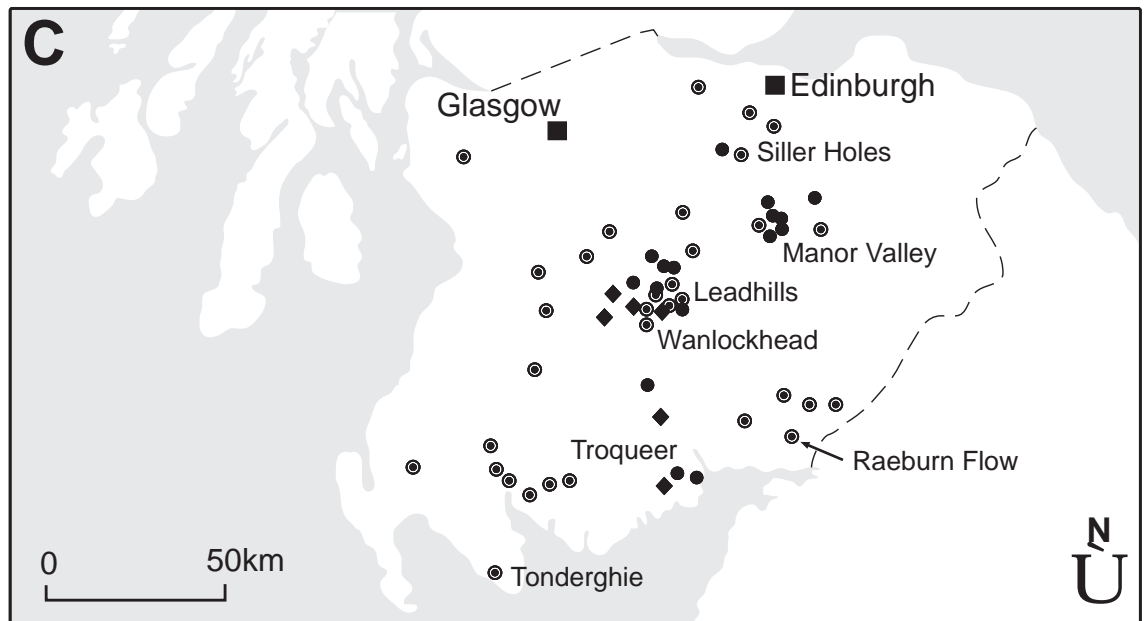 C
Edinburgh
Glasgow
Siller Holes
Manor Valley
Leadhills
Wanlockhead
Troqueer
Raeburn Flow
Tonderghie
0 50km
N
Ù